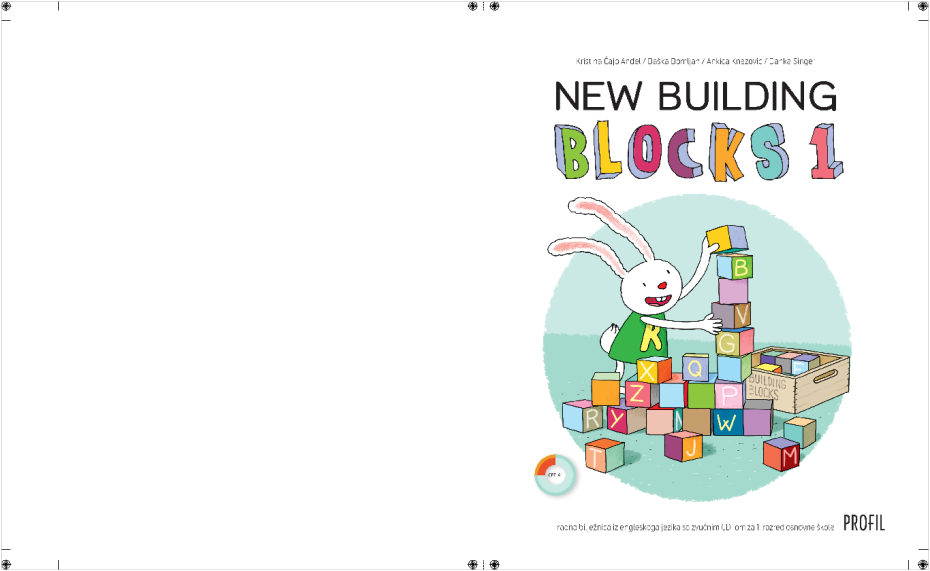 Kristina Čajo Anđel / Daška Domljan / Ankica Knezović / Danka Singer
NEW BUILDING
BLOCKS 1
B
V
G
K
X Q
Z P
R Y W
BUILDING
BLOCKS
T J M
radna bilježnica iz engleskoga jezika sa zvučnim CD-om za 1. razred osnovne škole
PROFIL